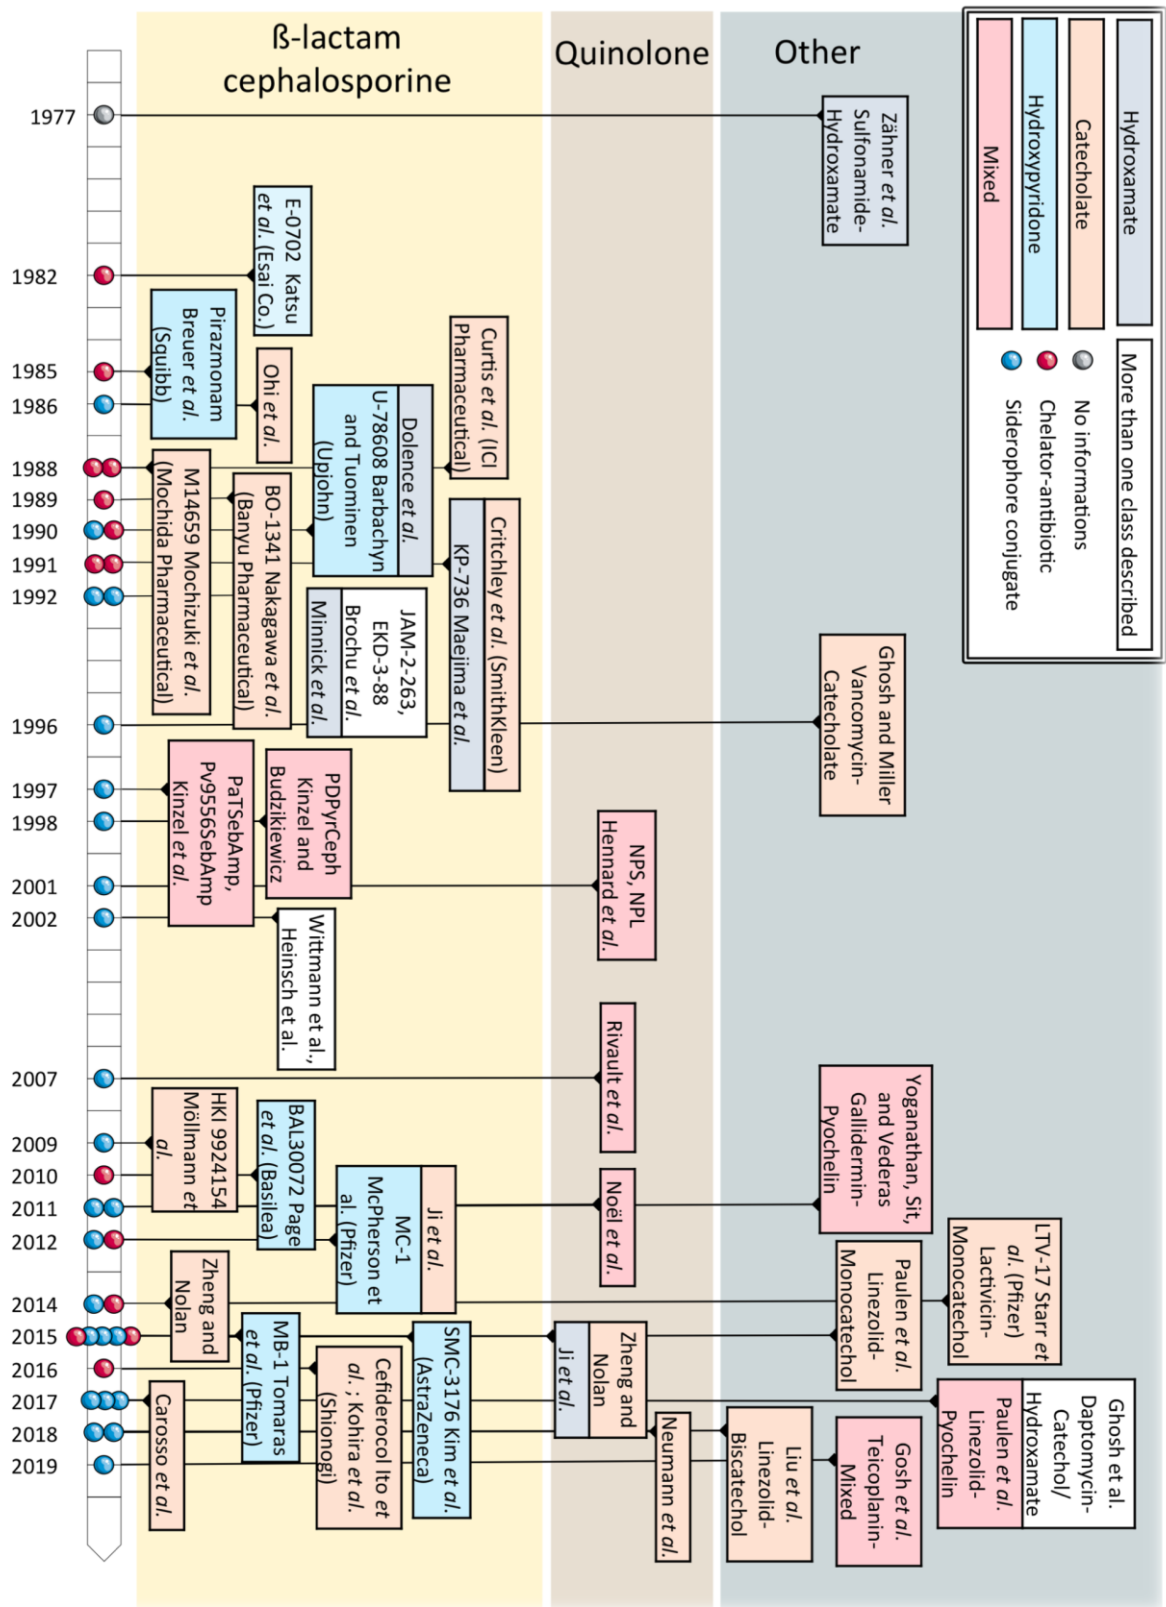 ß-lactam
cephalosporine
Quinolone
Other
Hydroxamate
Catecholate
Hydroxypyridone
Mixed
More than one class described
No informations
Chelator-antibiotic
Siderophore conjugate
1977
1982
1985
1986
1988
1989
1990
1991
1992
1996
1997
1998
2001
2002
2007
2009
2010
2011
2012
2014
2015
2016
2017
2018
2019
Zähner et al.
Sulfonamide-
Hydroxamate
E-0702 Katsu
et al. (Esai Co.)
Pirazmonam
Breuer et al.
(Squibb)
Ohi et al.
Curtis et al. (ICI
Pharmaceutical)
Dolence et al.
U-78608 Barbachyn
and Tuominen
(Upjohn)
M14659 Mochizuki et al.
(Mochida Pharmaceutical)
BO-1341 Nakagawa et al.
(Banyu Pharmaceutical)
Critchley et al. (SmithKleen)
KP-736 Maejima et al.
JAM-2-263,
EKD-3-88
Brochu et al.
Minnick et al.
Ghosh and Miller
Vancomycin-
Catecholate
PaTSebAmp,
Pv9556SebAmp
Kinzel et al.
PDPyrCeph
Kinzel and
Budzikiewicz
NPS, NPL
Hennard et al.
Wittmann et al.,
Heinsch et al.
Rivault et al.
HKI 9924154
Möllmann et
al.
BAL30072 Page
et al. (Basilea)
Ji et al.
MC-1
McPherson et
al. (Pfizer)
Noël et al.
Yoganathan, Sit,
and Vederas
Gallidermin-
Pyochelin
Zheng and
Nolan
LTV-17 Starr et
al. (Pfizer)
Lactivicin-
Monocatechol
Paulen et al.
Linezolid-
Monocatechol
MB-1 Tomaras
et al. (Pfizer)
SMC-3176 Kim et al.
(AstraZeneca)
Zheng and
Nolan
Ji et al.
Cefiderocol Ito et
al. ; Kohira et al.
(Shionogi)
Carosso et al.
Ghosh et al.
Daptomycin-
Catechol/
Hydroxamate
Paulen et al.
Linezolid-
Pyochelin
Neumann et al.
Liu et al.
Linezolid-
Biscatechol
Gosh et al.
Teicoplanin-
Mixed